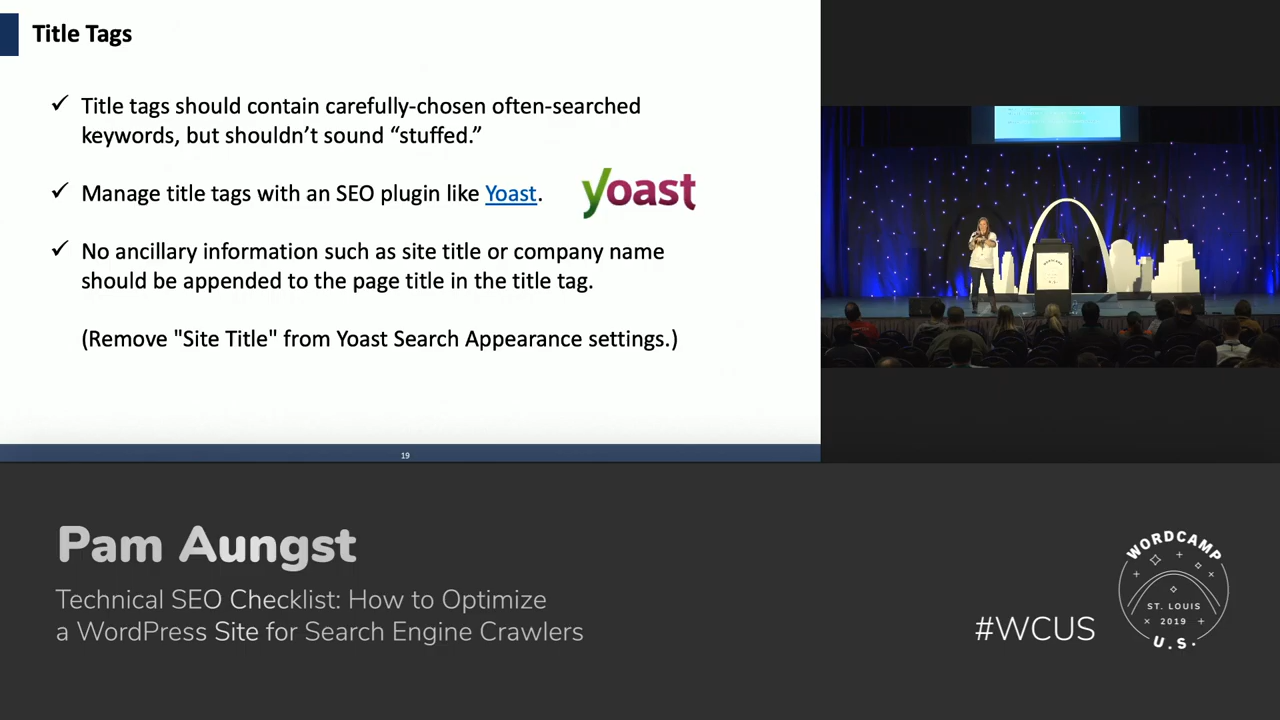 Title Tags
✓ Title tags should contain carefully-chosen often-searched
keywords, but shouldn’t sound “stuffed.”
✓ Manage title tags with an SEO plugin like Yoast.
yoast
✓ No ancillary information such as site title or company name
should be appended to the page title in the title tag.
(Remove "Site Title" from Yoast Search Appearance settings.)
19
Pam Aungst
Technical SEO Checklist: How to Optimize
a WordPress Site for Search Engine Crawlers
#WCUS
WORDCAMP
ST. LOUIS
2019
U.S.